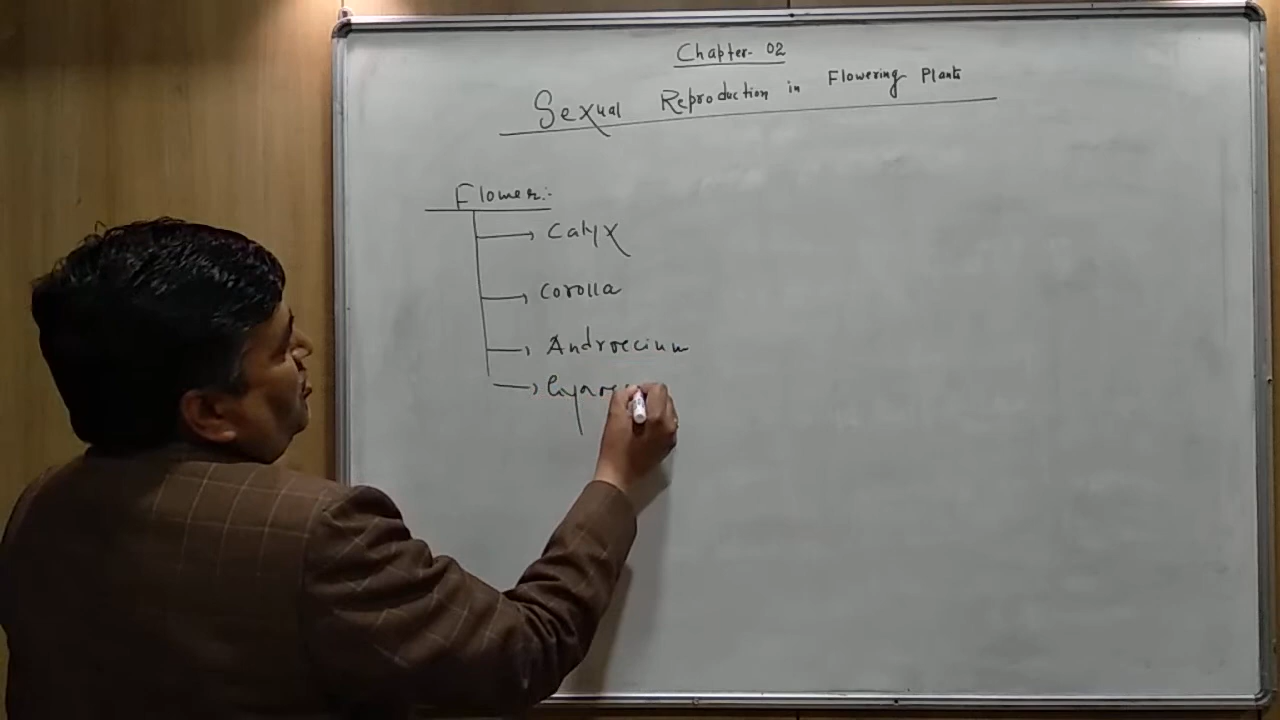 Chapter- 02
Sexual Reproduction in Flowering Plants
Flower:-
Calyx
Corolla
Androecium